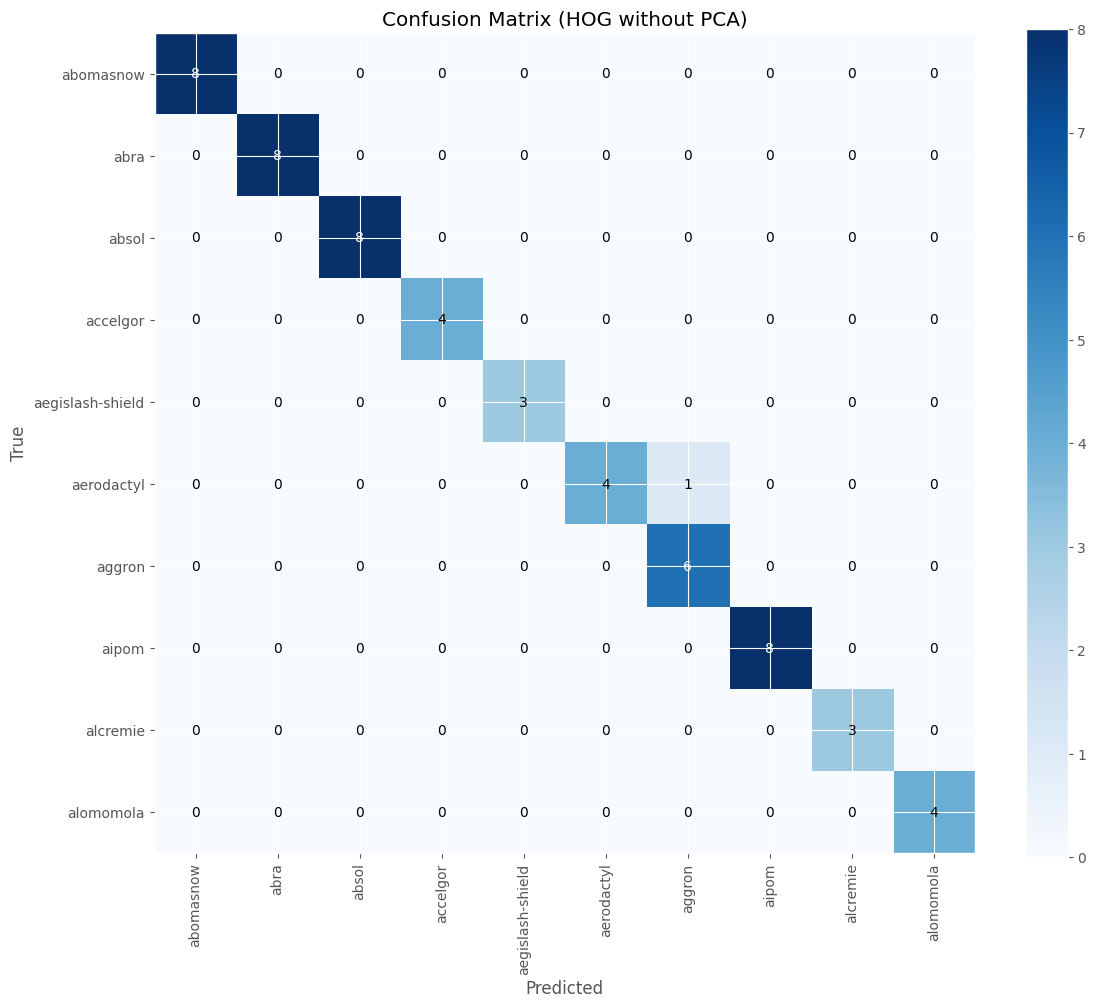 Confusion Matrix (HOG without PCA)
abomasnow 8 0 0 0 0 0 0 0 0 0
abra 0 8 0 0 0 0 0 0 0 0
absol 0 0 8 0 0 0 0 0 0 0
accelgor 0 0 0 4 0 0 0 0 0 0
aegislash-shield 0 0 0 0 3 0 0 0 0 0
aerodactyl 0 0 0 0 0 4 1 0 0 0
aggron 0 0 0 0 0 0 6 0 0 0
aipom 0 0 0 0 0 0 0 8 0 0
alcremie 0 0 0 0 0 0 0 0 3 0
alomomola 0 0 0 0 0 0 0 0 0 4
True
abomasnow
abra
absol
accelgor
aegislash-shield
aerodactyl
aggron
aipom
alcremie
alomomola
Predicted
8
7
6
5
4
3
2
1
0